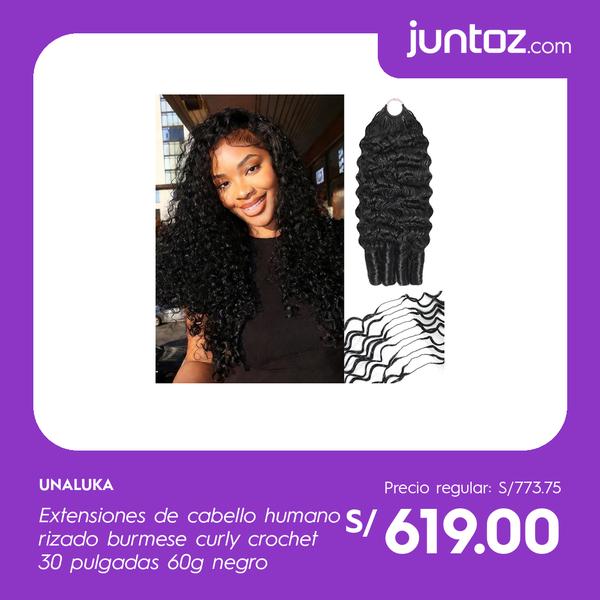 juntoz.com
UNALUKA
Extensiones de cabello humano
rizado burmese curly crochet
30 pulgadas 60g negro
Precio regular: S/773.75
S/ 619.00